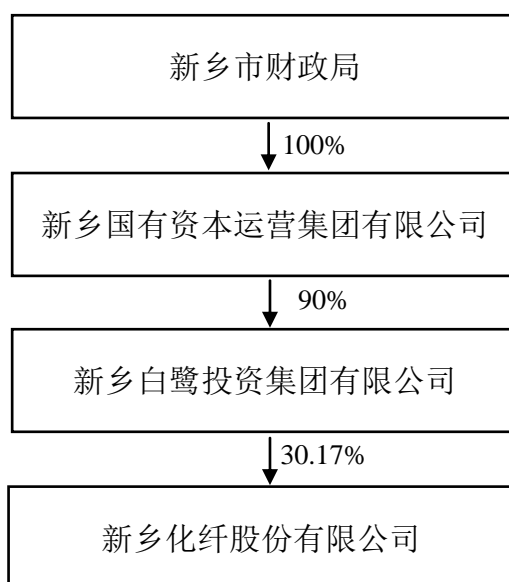 新乡市财政局
100%
新乡国有资本运营集团有限公司
90%
新乡白鹭投资集团有限公司
30.17%
新乡化纤股份有限公司